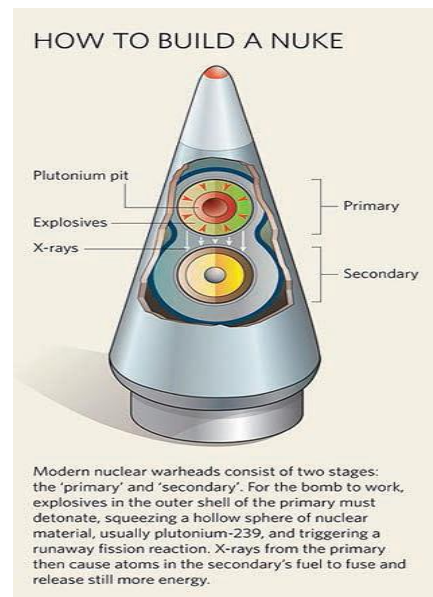 HOW TO BUILD A NUKE
Plutonium pit
Explosives
X-rays
Primary
Secondary
Modern nuclear warheads consist of two stages:
the ‘primary’ and ‘secondary’. For the bomb to work,
explosives in the outer shell of the primary must
detonate, squeezing a hollow sphere of nuclear
material, usually plutonium-239, and triggering a
runaway fission reaction. X-rays from the primary
then cause atoms in the secondary’s fuel to fuse and
release still more energy.